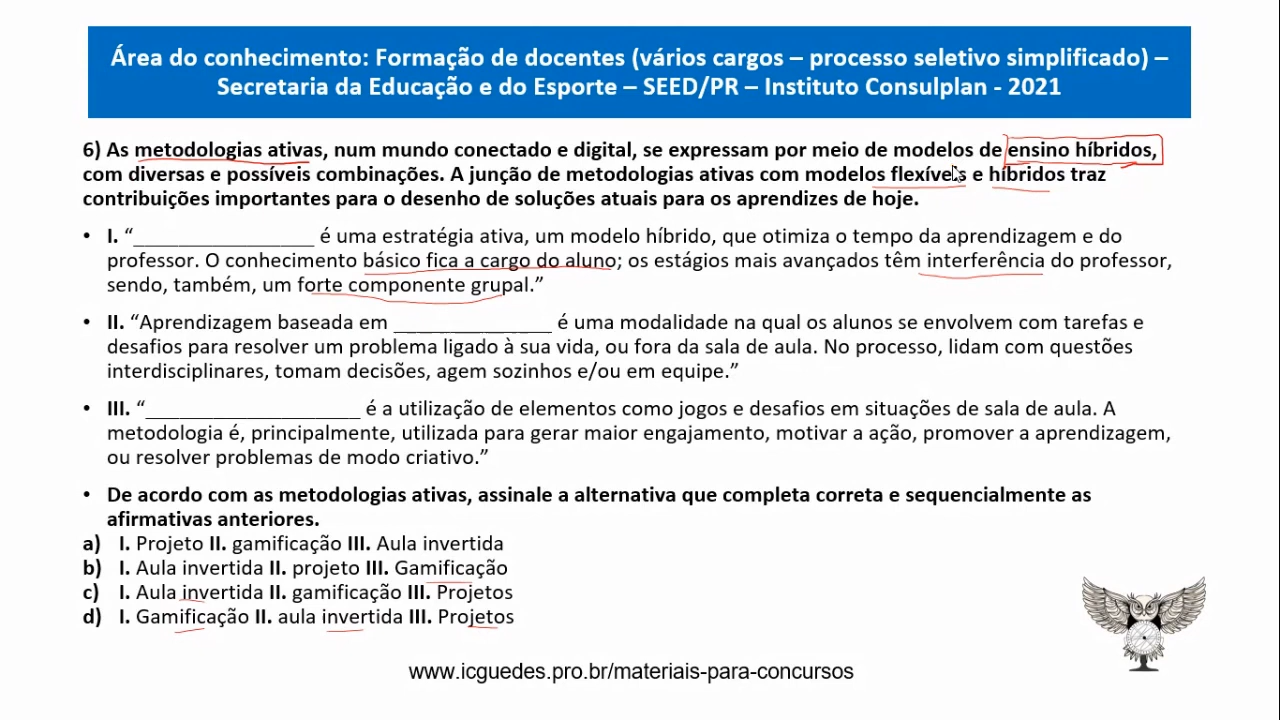 Área do conhecimento: Formação de docentes (vários cargos – processo seletivo simplificado) –
Secretaria da Educação e do Esporte – SEED/PR – Instituto Consulplan - 2021
6) As metodologias ativas, num mundo conectado e digital, se expressam por meio de modelos de ensino híbridos,
com diversas e possíveis combinações. A junção de metodologias ativas com modelos flexíveis e híbridos traz
contribuições importantes para o desenho de soluções atuais para os aprendizes de hoje.
• I. “________________ é uma estratégia ativa, um modelo híbrido, que otimiza o tempo da aprendizagem e do
professor. O conhecimento básico fica a cargo do aluno; os estágios mais avançados têm interferência do professor,
sendo, também, um forte componente grupal.”
• II. “Aprendizagem baseada em ______________ é uma modalidade na qual os alunos se envolvem com tarefas e
desafios para resolver um problema ligado à sua vida, ou fora da sala de aula. No processo, lidam com questões
interdisciplinares, tomam decisões, agem sozinhos e/ou em equipe.”
• III. “___________________ é a utilização de elementos como jogos e desafios em situações de sala de aula. A
metodologia é, principalmente, utilizada para gerar maior engajamento, motivar a ação, promover a aprendizagem,
ou resolver problemas de modo criativo.”
• De acordo com as metodologias ativas, assinale a alternativa que completa correta e sequencialmente as
afirmativas anteriores.
a) I. Projeto II. gamificação III. Aula invertida
b) I. Aula invertida II. projeto III. Gamificação
c) I. Aula invertida II. gamificação III. Projetos
d) I. Gamificação II. aula invertida III. Projetos
www.icguedes.pro.br/materiais-para-concursos